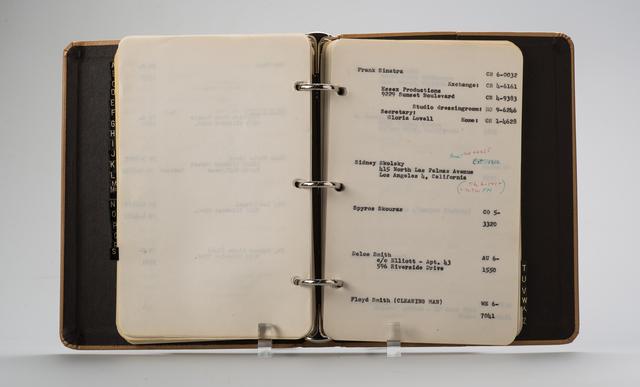 A
B
C
D
E
F
G
H
I
J
K
L
M
N
O
P
Q
R
S
Frank Sinatra CR 6-0032
Exchange: CR 4-6161
Essex Productions
9229 Sunset Boulevard CR 4-9383
Studio dressingroom: HO 9-6246
Secretary:
Gloria Lovell Home: CR 1-4628
Sidney Skolsky
415 North Las Palmas Avenue
Los Angeles 4, California
Spyros Skouras CO 5-
3320
Delos Smith AU 6-
c/o Elliott - Apt. 43 1550
596 Riverside Drive
Floyd Smith (CLEANING MAN) WE 6-
7041
T
U
V
W